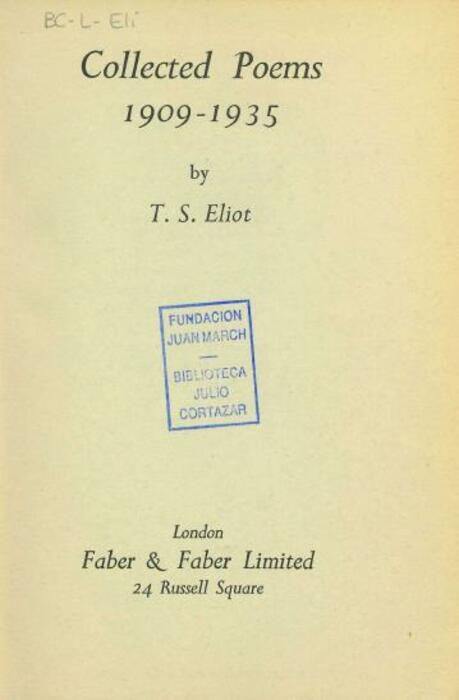 BC-L-Eli
Collected Poems
1909-1935
by
T. S. Eliot
FUNDACION
JUAN MARCH
—
BIBLIOTECA
JULIO
CORTAZAR
London
Faber & Faber Limited
24 Russell Square